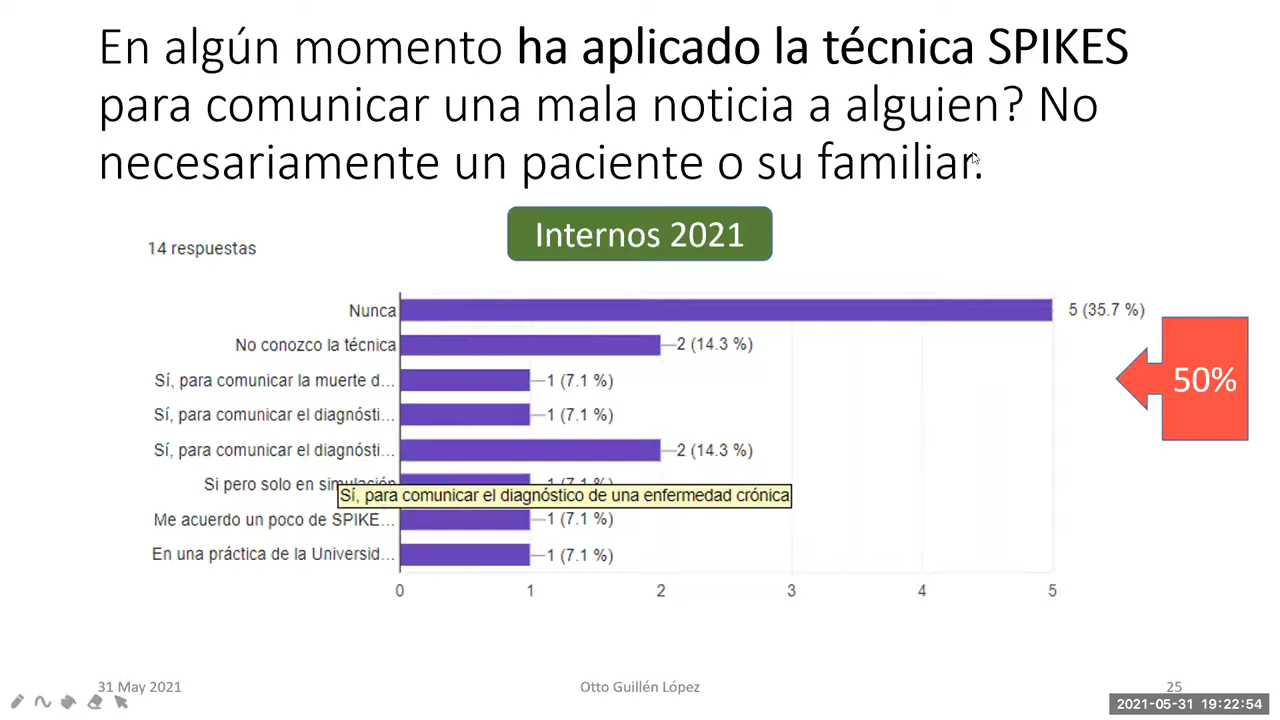 En algún momento ha aplicado la técnica SPIKES
para comunicar una mala noticia a alguien? No
necesariamente un paciente o su familiar.
Internos 2021
14 respuestas
Nunca 5 (35.7 %)
No conozco la técnica 2 (14.3 %)
Sí, para comunicar la muerte d... 1 (7.1 %)
50%
Sí, para comunicar el diagnósti... 1 (7.1 %)
Sí, para comunicar el diagnósti... 2 (14.3 %)
Si pero solo en simulación 1 (7.1 %)
Sí, para comunicar el diagnóstico de una enfermedad crónica
Me acuerdo un poco de SPIKE... 1 (7.1 %)
En una práctica de la Universid... 1 (7.1 %)
0 1 2 3 4 5
31 May 2021 Otto Guillén López 25
2021-05-31 19:22:54